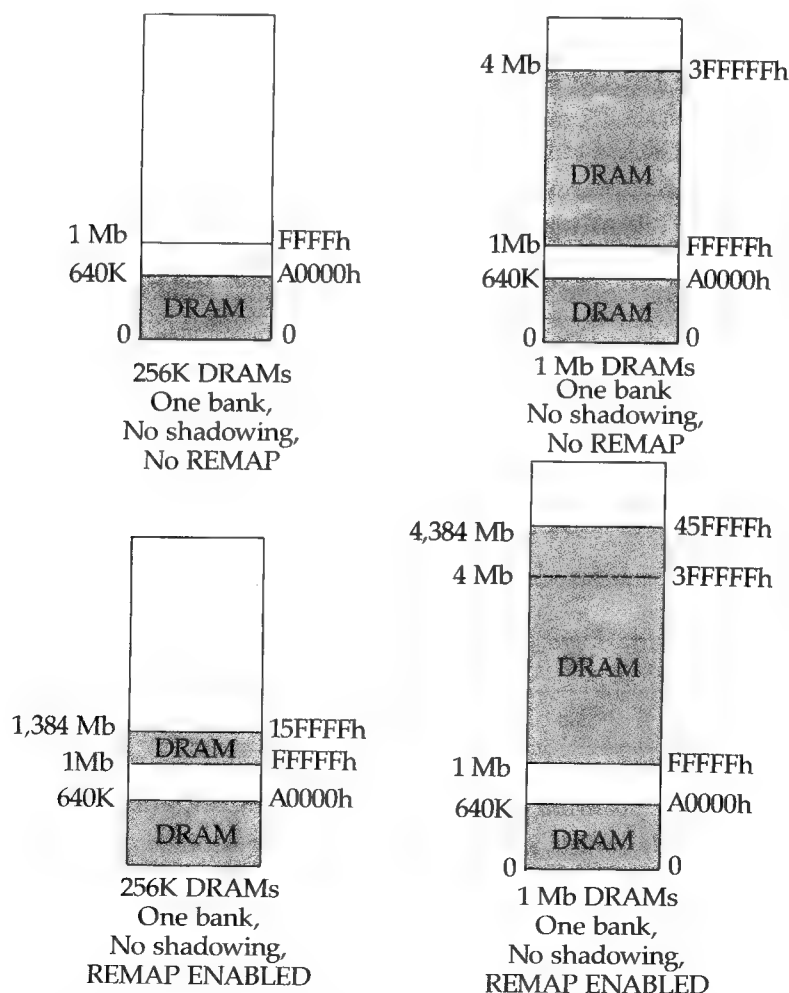 1 Mb FFFFh
640K A0000h
DRAM
0 0
256K DRAMs
One bank,
No shadowing,
No REMAP
4 Mb 3FFFFFh
DRAM
1Mb FFFFFh
640K A0000h
DRAM
0 0
1 Mb DRAMs
One bank
No shadowing,
No REMAP
1,384 Mb 15FFFFh
DRAM
1Mb FFFFFh
640K A0000h
DRAM
256K DRAMs
One bank,
No shadowing,
REMAP ENABLED
4,384 Mb 45FFFFh
4 Mb 3FFFFFh
DRAM
1 Mb FFFFFh
640K A0000h
DRAM
0 0
1 Mb DRAMs
One bank,
No shadowing,
REMAP ENABLED